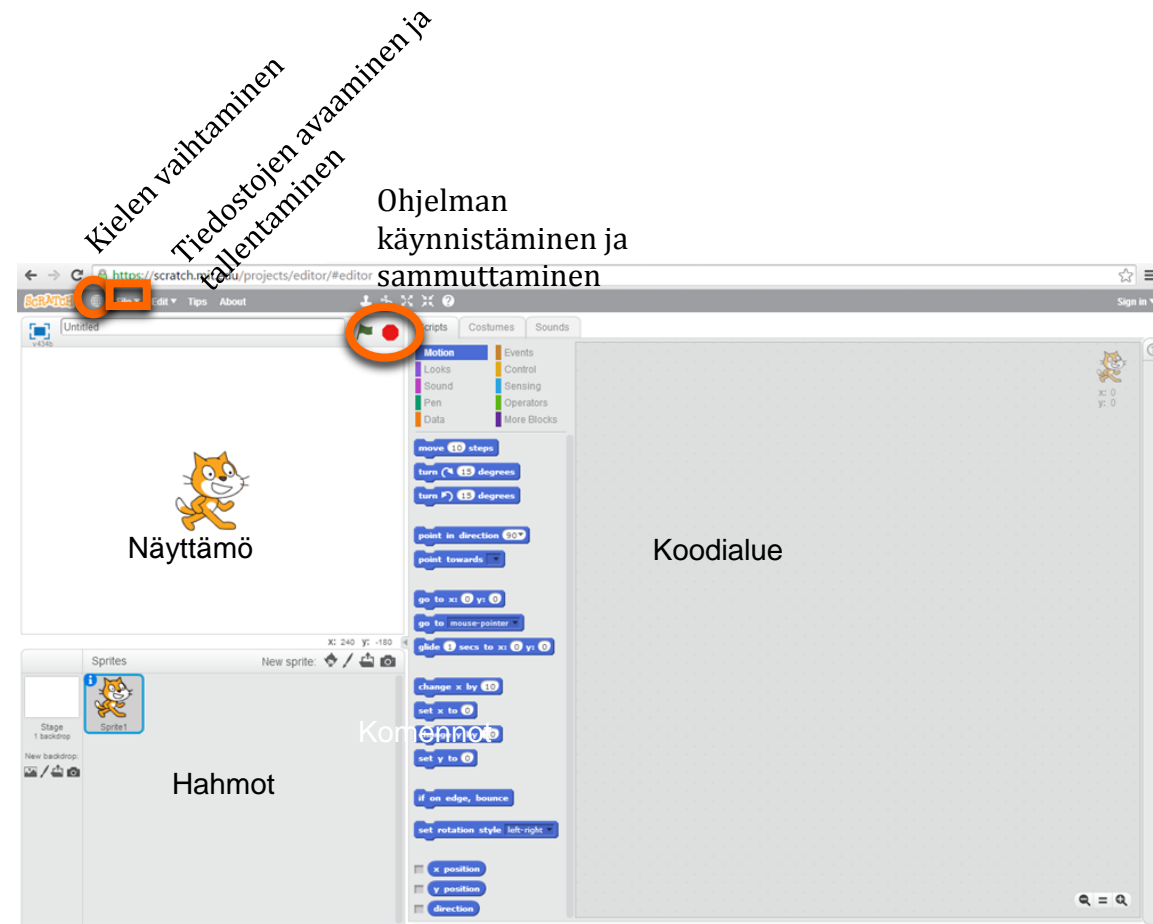 Kielen vaihtaminen
Tiedostojen avaaminen ja
tallentaminen
Ohjelman
käynnistäminen ja
sammuttaminen
https://scratch.mit.edu/projects/editor/#editor
SCRATCH File Edit Tips About Sign in
Untitled
v434b
Scripts Costumes Sounds
Motion Events
Looks Control
Sound Sensing
Pen Operators
Data More Blocks
x: 0
y: 0
move 10 steps
turn 15 degrees
turn 15 degrees
point in direction 90
point towards
go to x: 0 y: 0
go to mouse-pointer
glide 1 secs to x: 0 y: 0
change x by 10
set x to 0
set y to 0
if on edge, bounce
set rotation style left-right
x position
y position
direction
Näyttämö
Koodialue
x: 240 y: -180
Sprites New sprite:
Stage
1 backdrop
Sprite1
New backdrop:
Komennot
Hahmot